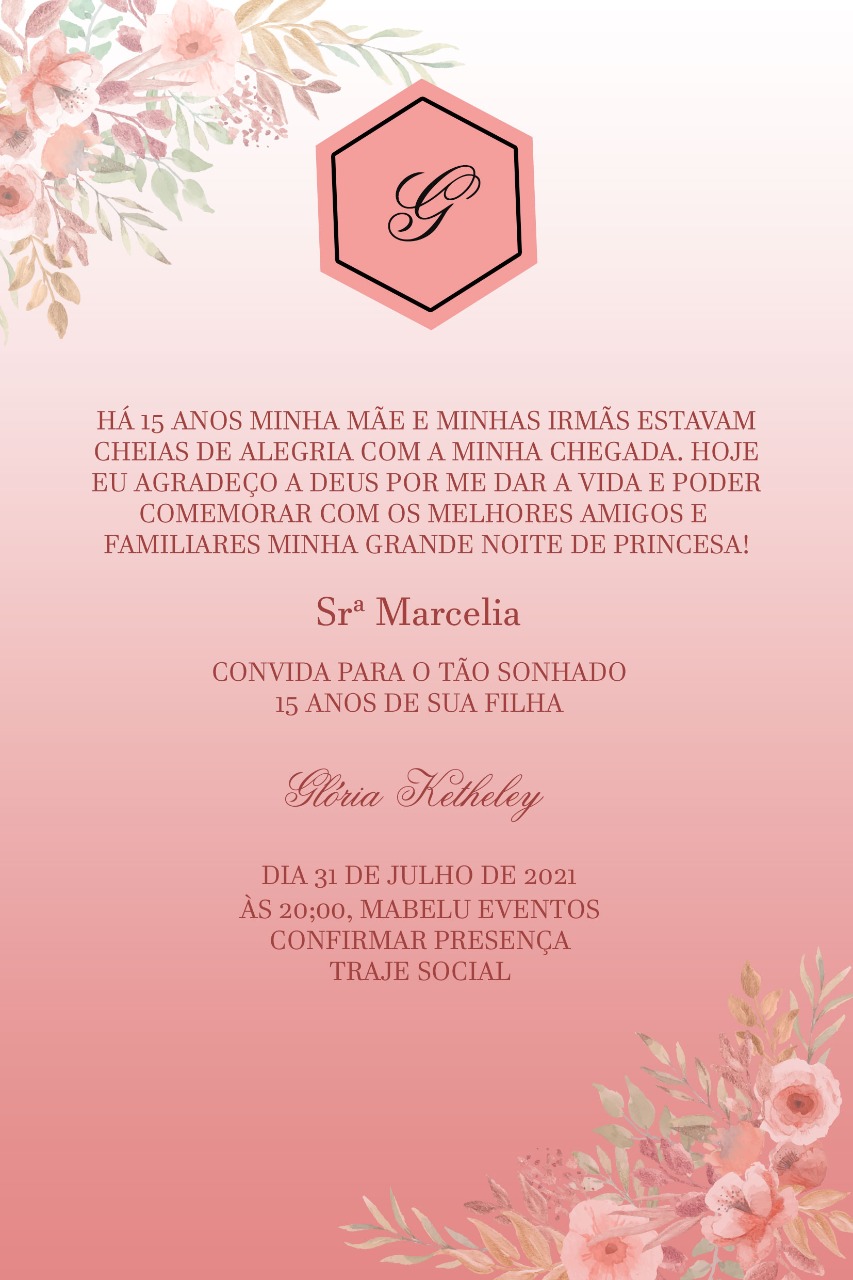 G
HÁ 15 ANOS MINHA MÃE E MINHAS IRMÃS ESTAVAM
CHEIAS DE ALEGRIA COM A MINHA CHEGADA. HOJE
EU AGRADEÇO A DEUS POR ME DAR A VIDA E PODER
COMEMORAR COM OS MELHORES AMIGOS E
FAMILIARES MINHA GRANDE NOITE DE PRINCESA!
Srª Marcelia
CONVIDA PARA O TÃO SONHADO
15 ANOS DE SUA FILHA
Glória Ketheley
DIA 31 DE JULHO DE 2021
ÀS 20;00, MABELU EVENTOS
CONFIRMAR PRESENÇA
TRAJE SOCIAL